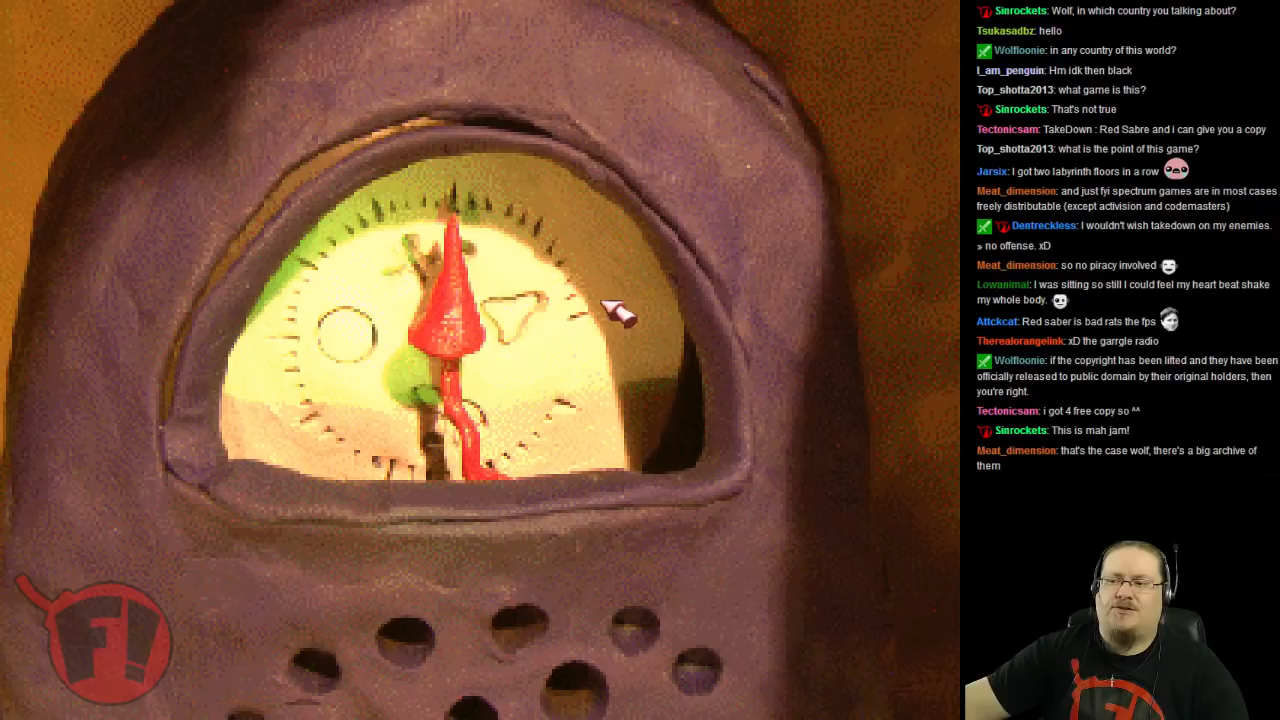 Sinrockets: Wolf, in which country you talking about?
Tsukasadbz: hello
Wolfloonie: in any country of this world?
I_am_penguin: Hm idk then black
Top_shotta2013: what game is this?
Sinrockets: That's not true
Tectonicsam: TakeDown : Red Sabre and i can give you a copy
Top_shotta2013: what is the point of this game?
Jarsix: I got two labyrinth floors in a row
Meat_dimension: and just fyi spectrum games are in most cases
freely distributable (except activision and codemasters)
Dentreckless: I wouldn't wish takedown on my enemies.
» no offense. xD
Meat_dimension: so no piracy involved
Lowanimal: I was sitting so still I could feel my heart beat shake
my whole body.
Attckcat: Red saber is bad rats the fps
Therealorangelink: xD the garrgle radio
Wolfloonie: if the copyright has been lifted and they have been
officially released to public domain by their original holders, then
you're right.
Tectonicsam: i got 4 free copy so ^^
Sinrockets: This is mah jam!
Meat_dimension: that's the case wolf, there's a big archive of
them
F!